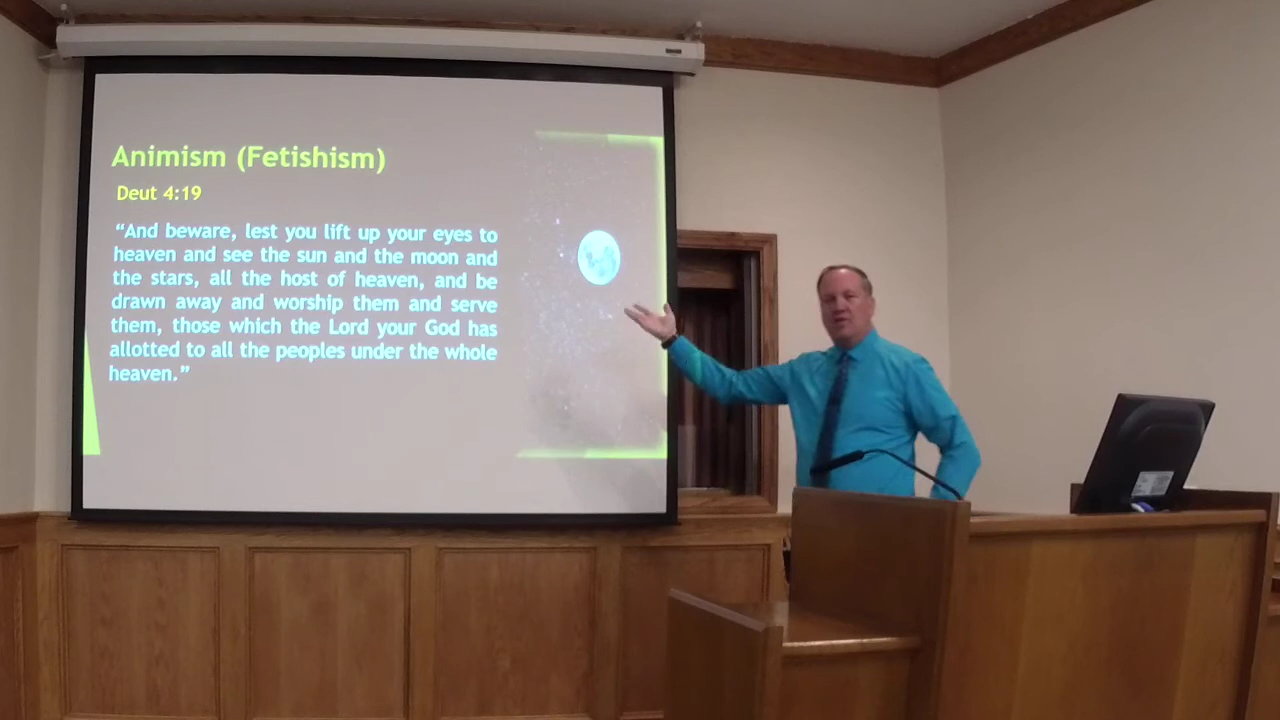 Animism (Fetishism)
Deut 4:19
“And beware, lest you lift up your eyes to
heaven and see the sun and the moon and
the stars, all the host of heaven, and be
drawn away and worship them and serve
them, those which the Lord your God has
allotted to all the peoples under the whole
heaven.”